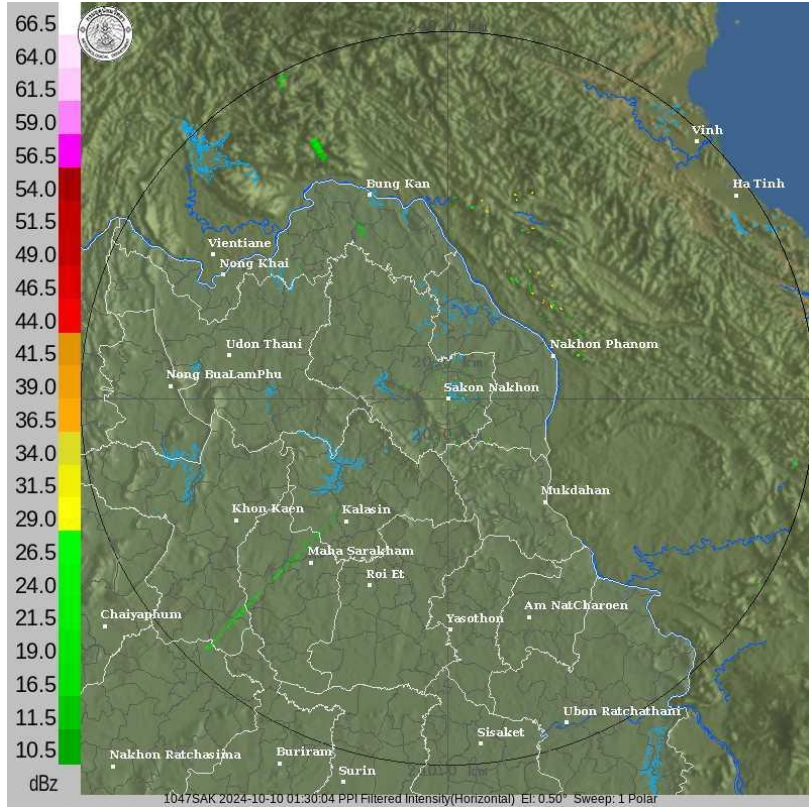 66.5
64.0
61.5
59.0
56.5
54.0
51.5
49.0
46.5
44.0
41.5
39.0
36.5
34.0
31.5
29.0
26.5
24.0
21.5
19.0
16.5
11.5
10.5
dBz
Vinh
Bung Kan
Ha Tinh
Vientiane
Nong Khai
Udon Thani
Nakhon Phanom
Nong BuaLamPhu
Sakon Nakhon
Mukdahan
Khon Kaen
Kalasin
Maha Sarakham
Roi Et
Chaiyaphum
Yasothon
Am NatCharoen
Ubon Ratchathani
Sisaket
Nakhon Ratchasima
Buriram
Surin
1047SAK 2024-10-10 01:30:04 PPI Filtered Intensity(Horizontal) El: 0.50° Sweep: 1 Polar